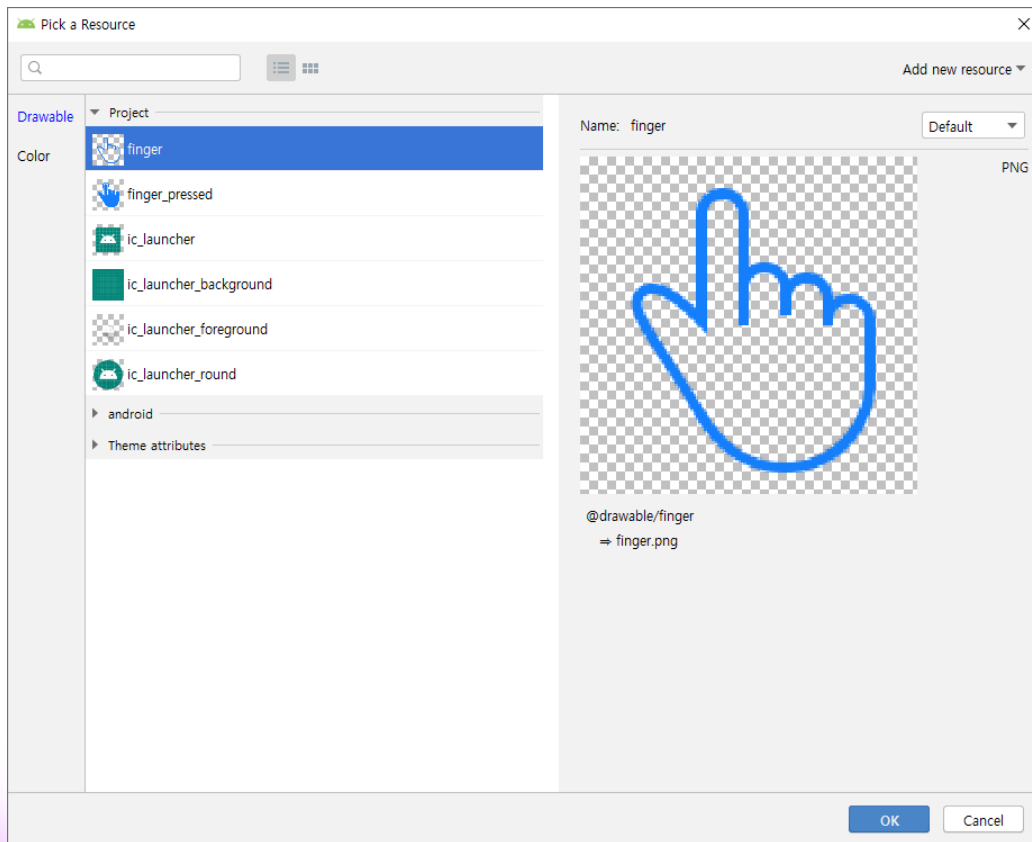 Pick a Resource
Add new resource
Drawable
Color
Project
finger
finger_pressed
ic_launcher
ic_launcher_background
ic_launcher_foreground
ic_launcher_round
android
Theme attributes
Name: finger
Default
PNG
@drawable/finger
⇒ finger.png
OK
Cancel